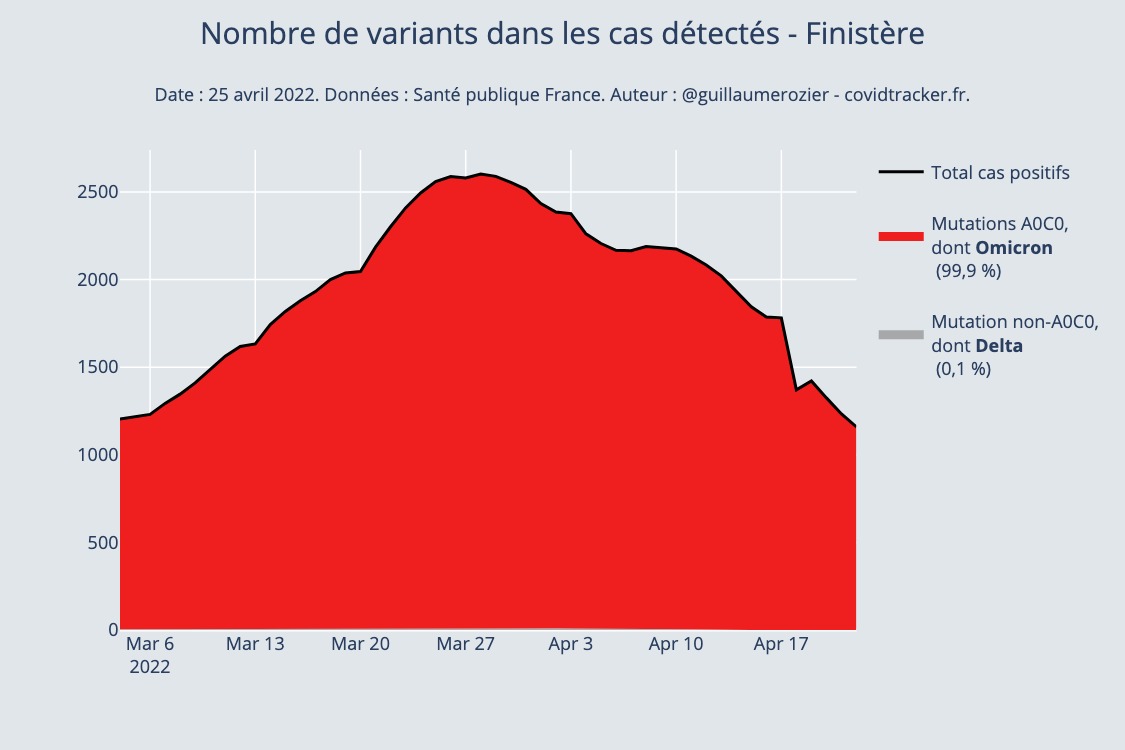 Nombre de variants dans les cas détectés - Finistère
Date : 25 avril 2022. Données : Santé publique France. Auteur : @guillaumerozier - covidtracker.fr.
2500
2000
1500
1000
500
0
Mar 6
2022
Mar 13
Mar 20
Mar 27
Apr 3
Apr 10
Apr 17
Total cas positifs
Mutations A0C0,
dont Omicron
(99,9 %)
Mutation non-A0C0,
dont Delta
(0,1 %)